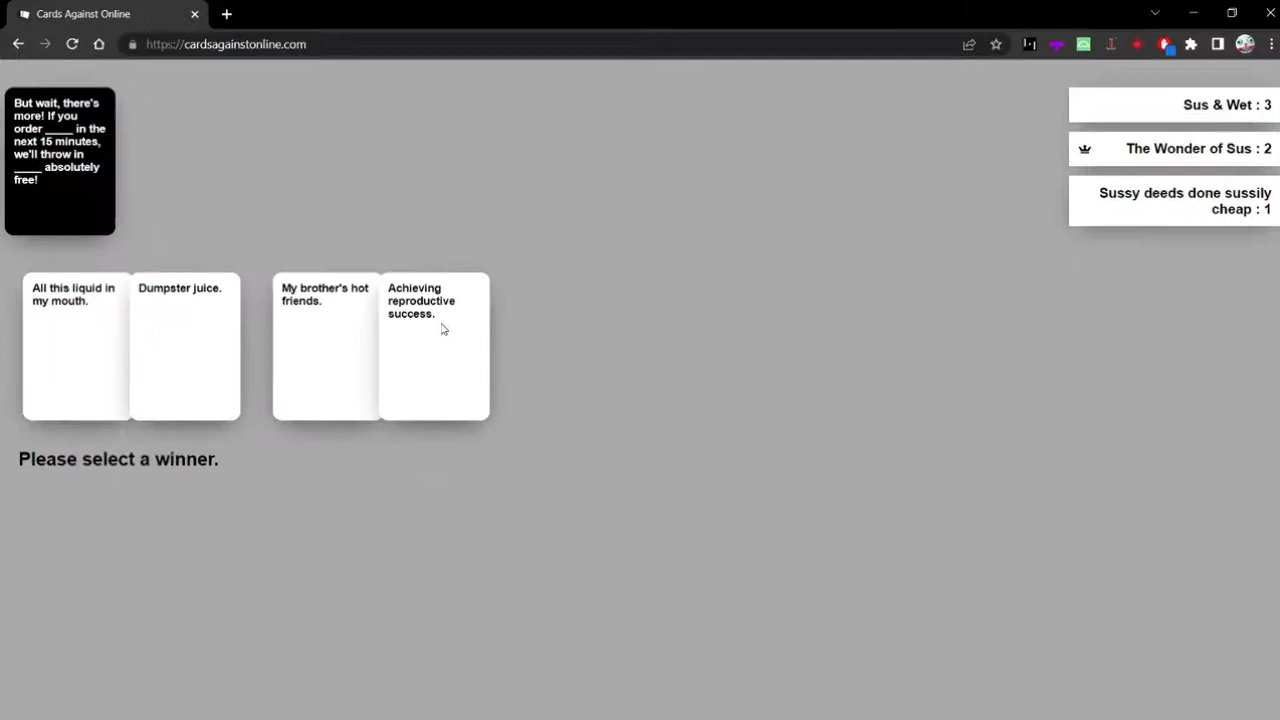 Cards Against Online
https://cardsagainstonline.com
But wait, there's
more! If you
order _____ in the
next 15 minutes,
we'll throw in
_____ absolutely
free!
Sus & Wet : 3
The Wonder of Sus : 2
Sussy deeds done sussily
cheap : 1
All this liquid in
my mouth.
Dumpster juice.
My brother's hot
friends.
Achieving
reproductive
success.
Please select a winner.